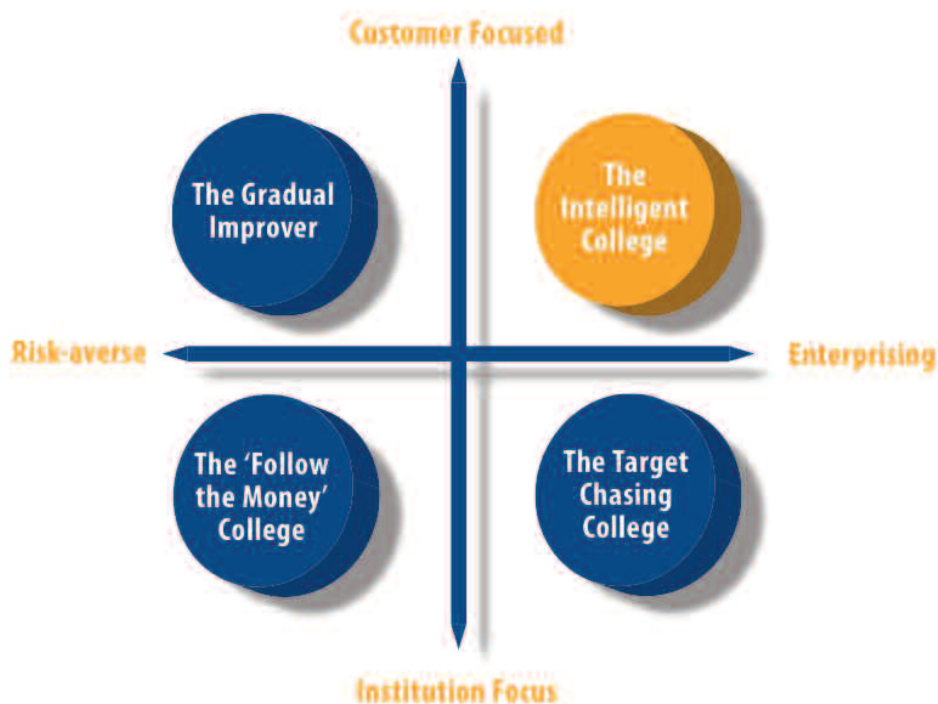 Customer Focused
The Gradual
Improver
The
Intelligent
College
Risk-averse
Enterprising
The ‘Follow
the Money’
College
The Target
Chasing
College
Institution Focus